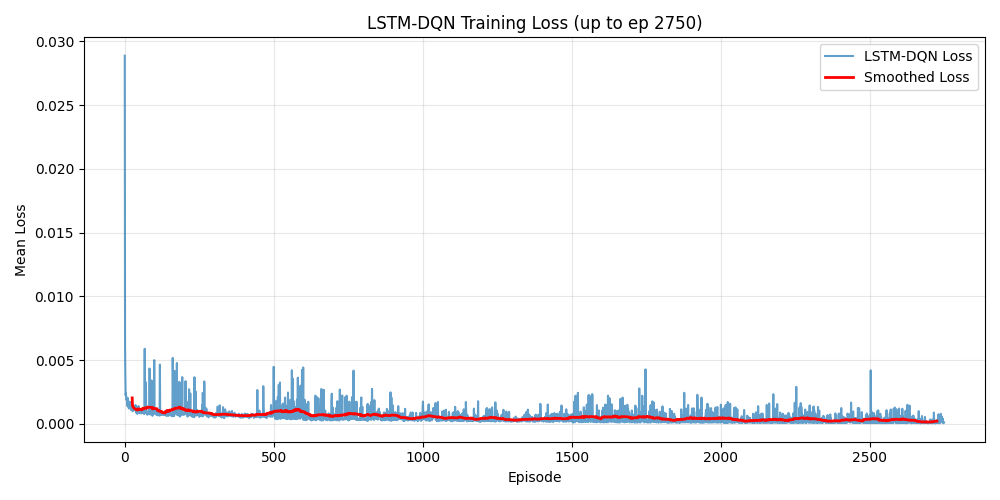 LSTM-DQN Training Loss (up to ep 2750)
0.030
0.025
0.020
0.015
0.010
0.005
0.000
Mean Loss
LSTM-DQN Loss
Smoothed Loss
0
500
1000
1500
2000
2500
Episode